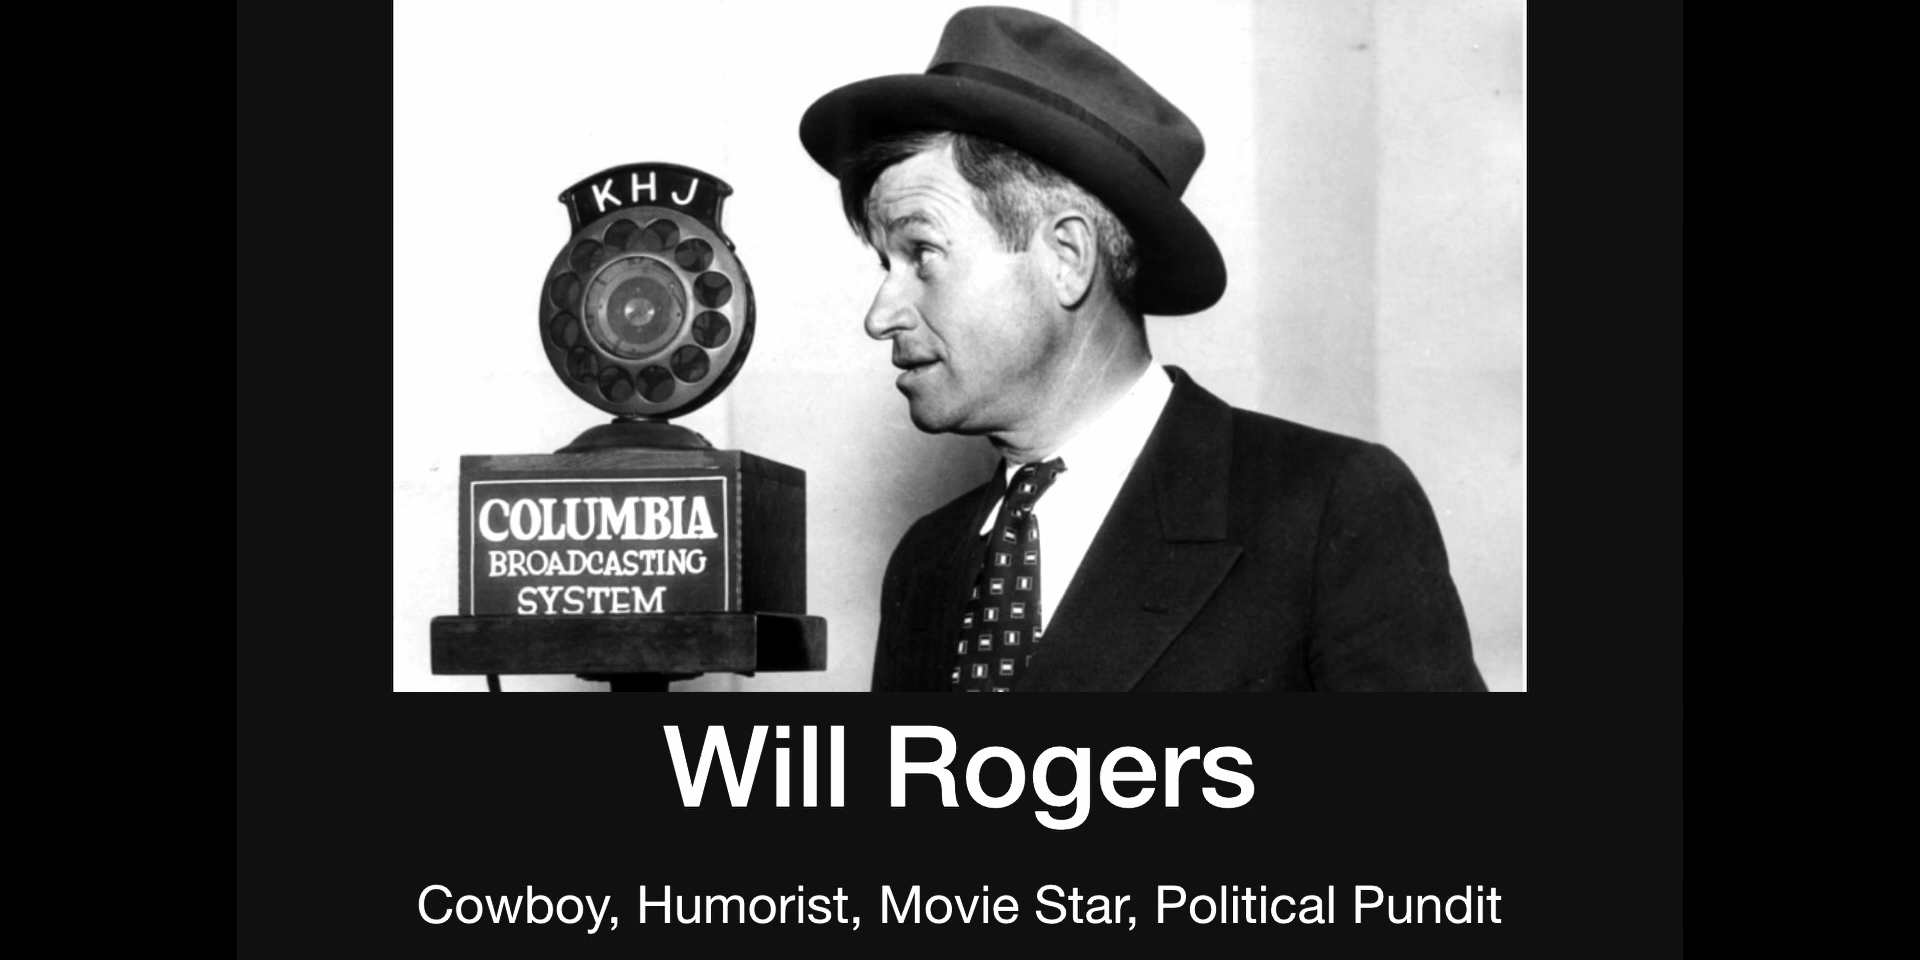 KHJ
COLUMBIA
BROADCASTING
SYSTEM
Will Rogers
Cowboy, Humorist, Movie Star, Political Pundit